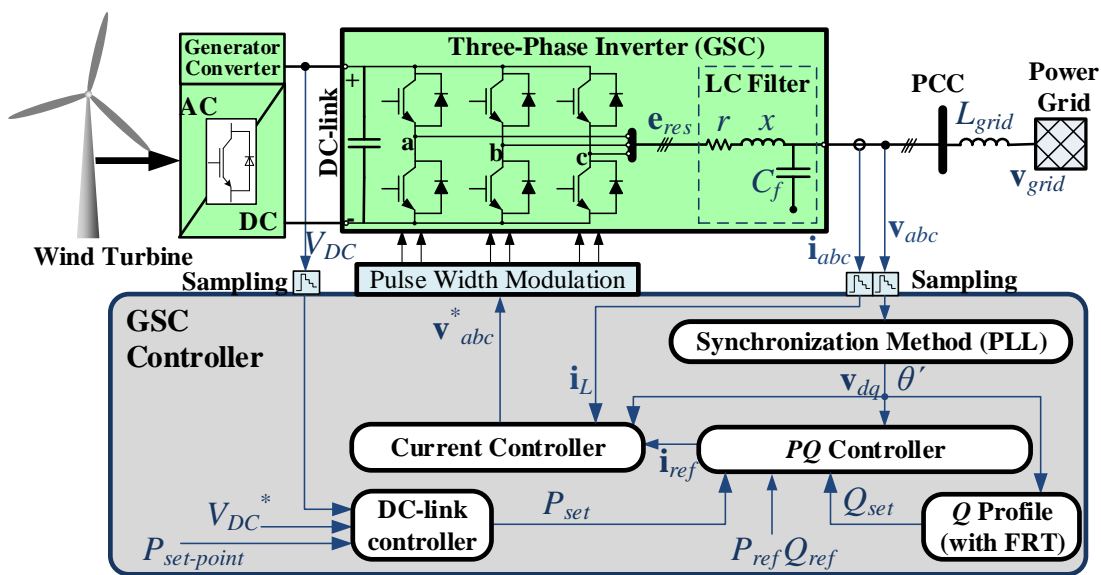 Generator
Converter
AC
DC
Wind Turbine
DC-link
+
-
Three-Phase Inverter (GSC)
a
b
c
e_res
LC Filter
r
x
C_f
PCC
L_grid
Power
Grid
v_grid
V_DC
i_abc
v_abc
Sampling
Pulse Width Modulation
Sampling
GSC
Controller
v*_abc
i_L
Synchronization Method (PLL)
v_dq θ′
Current Controller
i_ref
PQ Controller
V_DC*
P_set-point
DC-link
controller
P_set
P_ref Q_ref
Q_set
Q Profile
(with FRT)